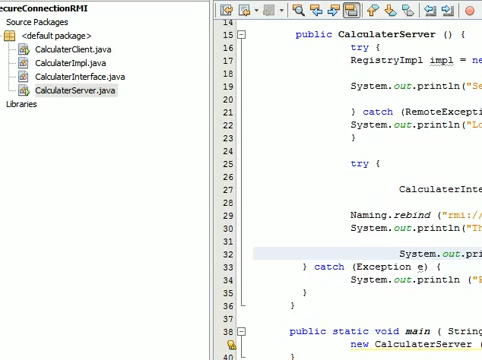 ecureConnectionRMI
Source Packages
<default package>
CalculaterClient.java
CalculaterImpl.java
CalculaterInterface.java
CalculaterServer.java
Libraries
14
15 public CalculaterServer () {
16 try {
17 RegistryImpl impl = ne
18
19 System.out.println("Se
20
21 } catch (RemoteExcepti
22 System.out.println("Lo
23 }
24
25 try {
26
27 CalculaterInte
28
29 Naming.rebind ("rmi://
30 System.out.println("Th
31
32 System.out.pri
33 } catch (Exception e) {
34 System.out.println ("E
35 }
36 }
37
38 public static void main ( String
new CalculaterServer (
40 }